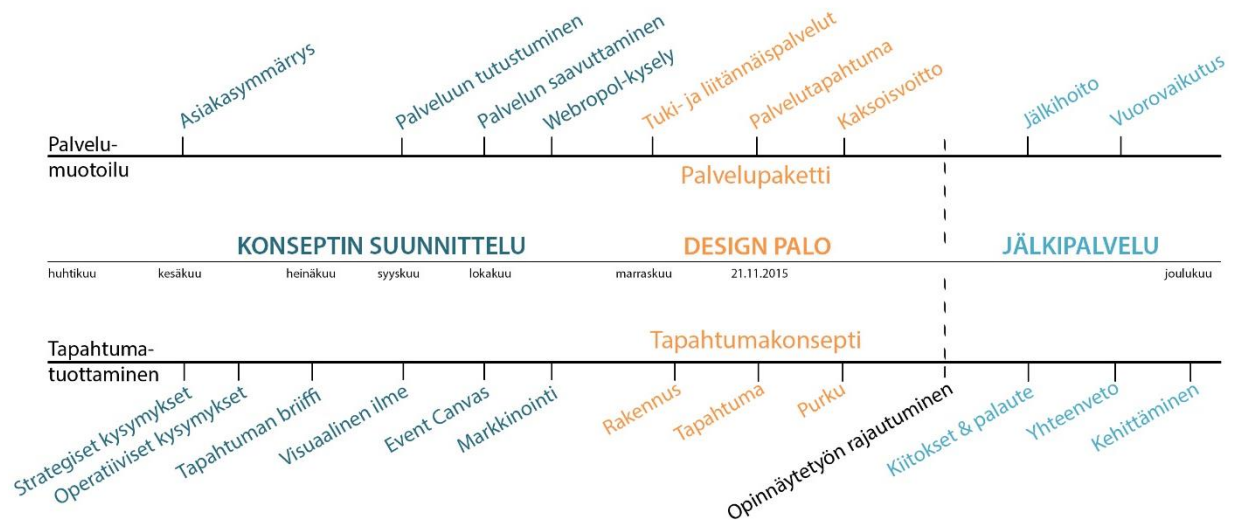 Asiakasymmärrys
Palveluun tutustuminen
Palvelun saavuttaminen
Webropol-kysely
Tuki- ja liitännäispalvelut
Palvelutapahtuma
Kaksoisvoitto
Jälkihoito
Vuorovaikutus
Palvelu-
muotoilu
Palvelupaketti
KONSEPTIN SUUNNITTELU
DESIGN PALO
JÄLKIPALVELU
huhtikuu
kesäkuu
heinäkuu
syyskuu
lokakuu
marraskuu
21.11.2015
joulukuu
Tapahtumakonsepti
Tapahtuma-
tuottaminen
Strategiset kysymykset
Operatiiviset kysymykset
Tapahtuman briiffi
Visuaalinen ilme
Event Canvas
Markkinointi
Rakennus
Tapahtuma
Purku
Opinnäytetyön rajautuminen
Kiitokset & palaute
Yhteenveto
Kehittäminen